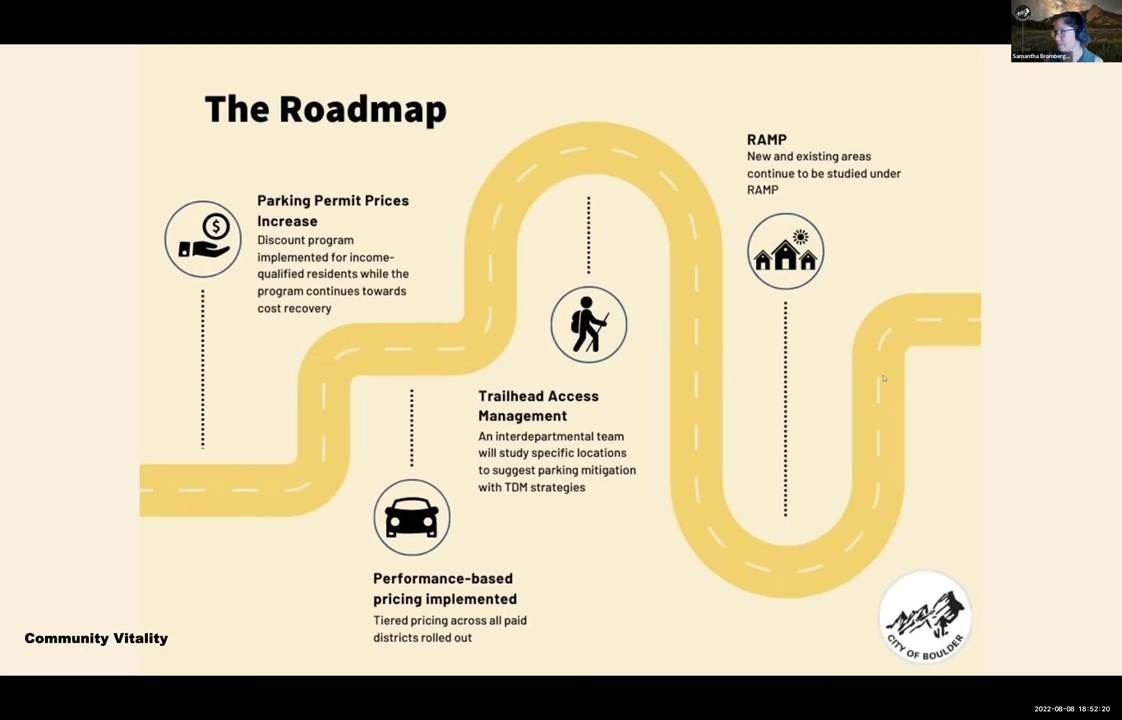 Samantha Bromberg...
The Roadmap
Parking Permit Prices
Increase
Discount program
implemented for income-
qualified residents while the
program continues towards
cost recovery
RAMP
New and existing areas
continue to be studied under
RAMP
Trailhead Access
Management
An interdepartmental team
will study specific locations
to suggest parking mitigation
with TDM strategies
Performance-based
pricing implemented
Tiered pricing across all paid
districts rolled out
$
Community Vitality
CITY OF BOULDER
2022-08-08 18:52:20